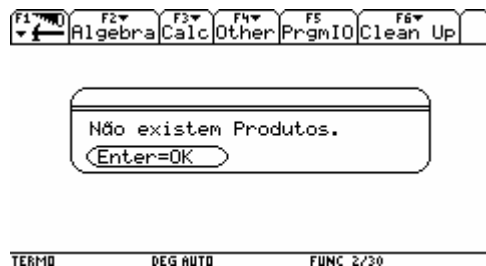 F1 F2 F3 F4 F5 F6
Algebra Calc Other PrgmIO Clean Up
Não existem Produtos.
Enter=OK
TERMO DEG AUTO FUNC 2/30